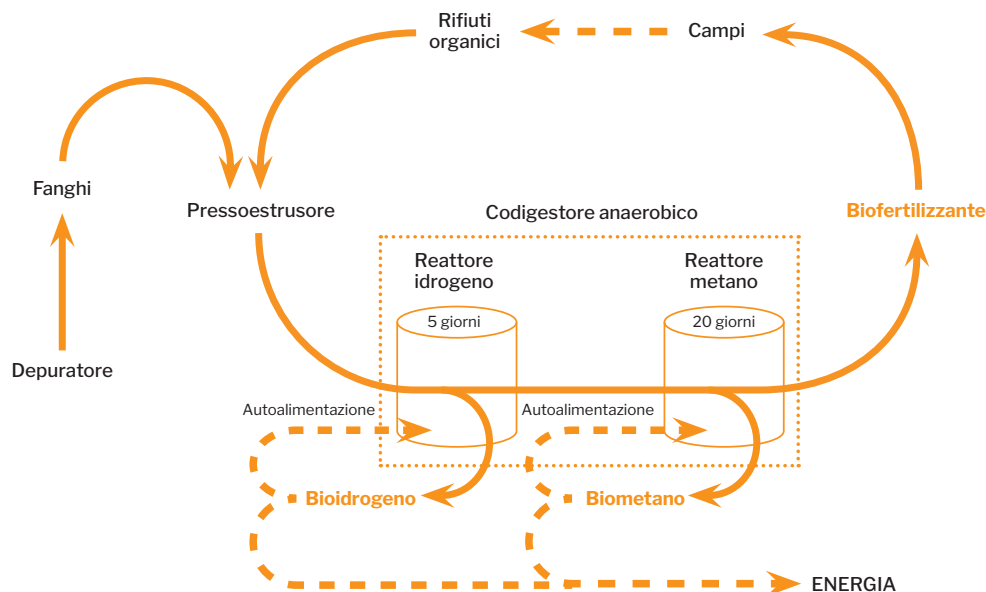 Rifiuti
organici
Campi
Fanghi
Pressoestrusore
Codigestore anaerobico
Biofertilizzante
Reattore
idrogeno
Reattore
metano
5 giorni
20 giorni
Depuratore
Autoalimentazione
Autoalimentazione
Bioidrogeno
Biometano
ENERGIA